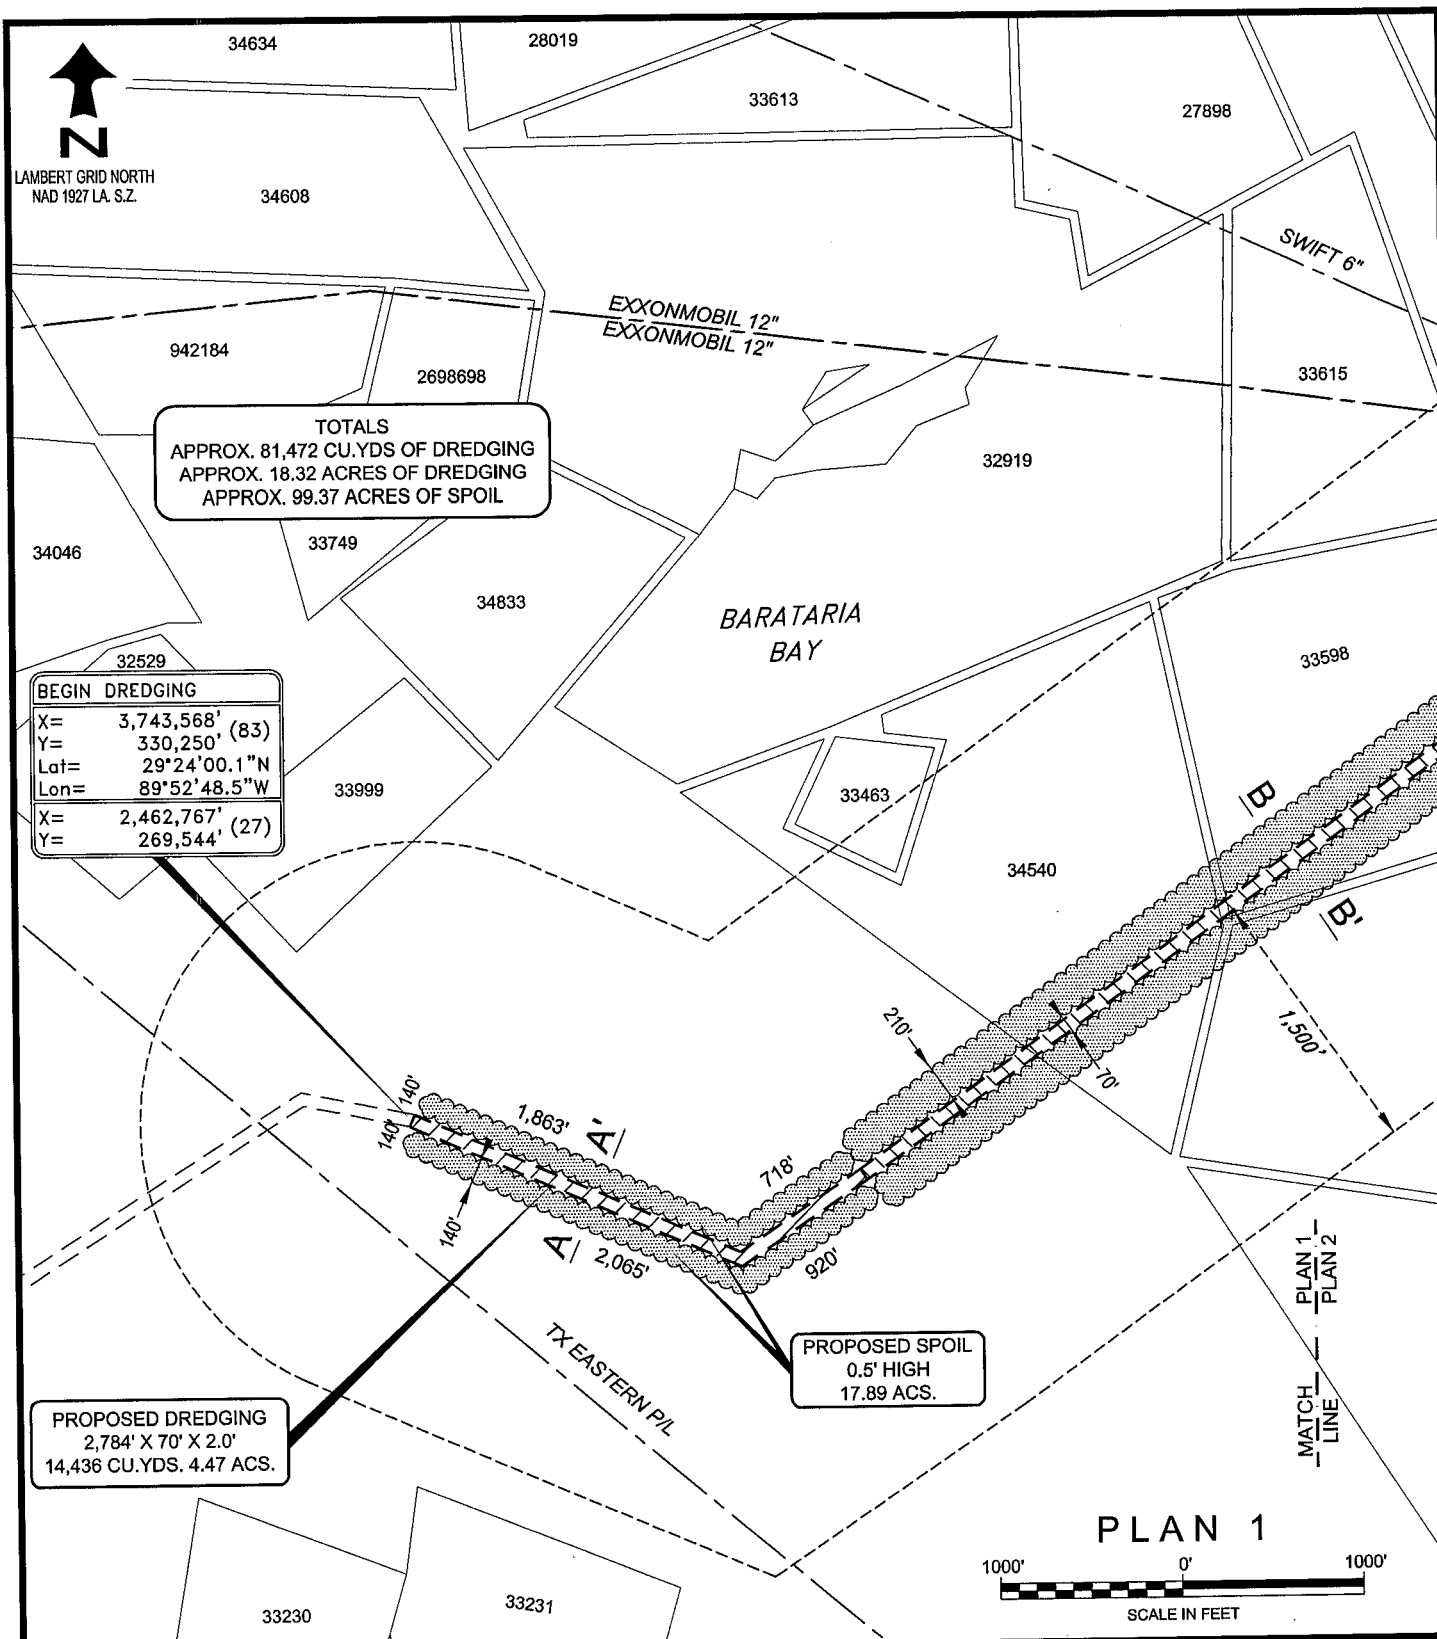 34634
28019
33613
27898
N
LAMBERT GRID NORTH
NAD 1927 LA. S.Z.
34608
SWIFT 6"
EXXONMOBIL 12"
EXXONMOBIL 12"
942184
2698698
33615
TOTALS
APPROX. 81,472 CU.YDS OF DREDGING
APPROX. 18.32 ACRES OF DREDGING
APPROX. 99.37 ACRES OF SPOIL
32919
34046
33749
34833
BARATARIA
BAY
32529
33598
BEGIN DREDGING
X= 3,743,568' (83)
Y= 330,250'
Lat= 29°24'00.1"N
Lon= 89°52'48.5"W
X= 2,462,767' (27)
Y= 269,544'
33999
33463
34540
B
B'
210'
70'
1,500'
140'
140'
1,863'
A'
718'
140'
A
2,065'
920'
TX EASTERN P/L
PROPOSED SPOIL
0.5' HIGH
17.89 ACS.
MATCH LINE
PLAN 1
PLAN 2
PROPOSED DREDGING
2,784' X 70' X 2.0'
14,436 CU.YDS. 4.47 ACS.
PLAN 1
1000' 0' 1000'
SCALE IN FEET
33230
33231